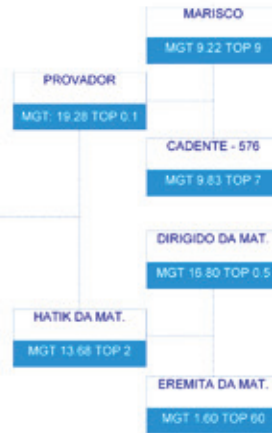 MARISCO
MGT 9.22 TOP 9
PROVADOR
MGT: 19.28 TOP 0.1
CADENTE - 576
MGT 9.83 TOP 7
DIRIGIDO DA MAT.
MGT 16.80 TOP 0.5
HATIK DA MAT.
MGT 13.68 TOP 2
EREMITA DA MAT.
MGT 1.60 TOP 60